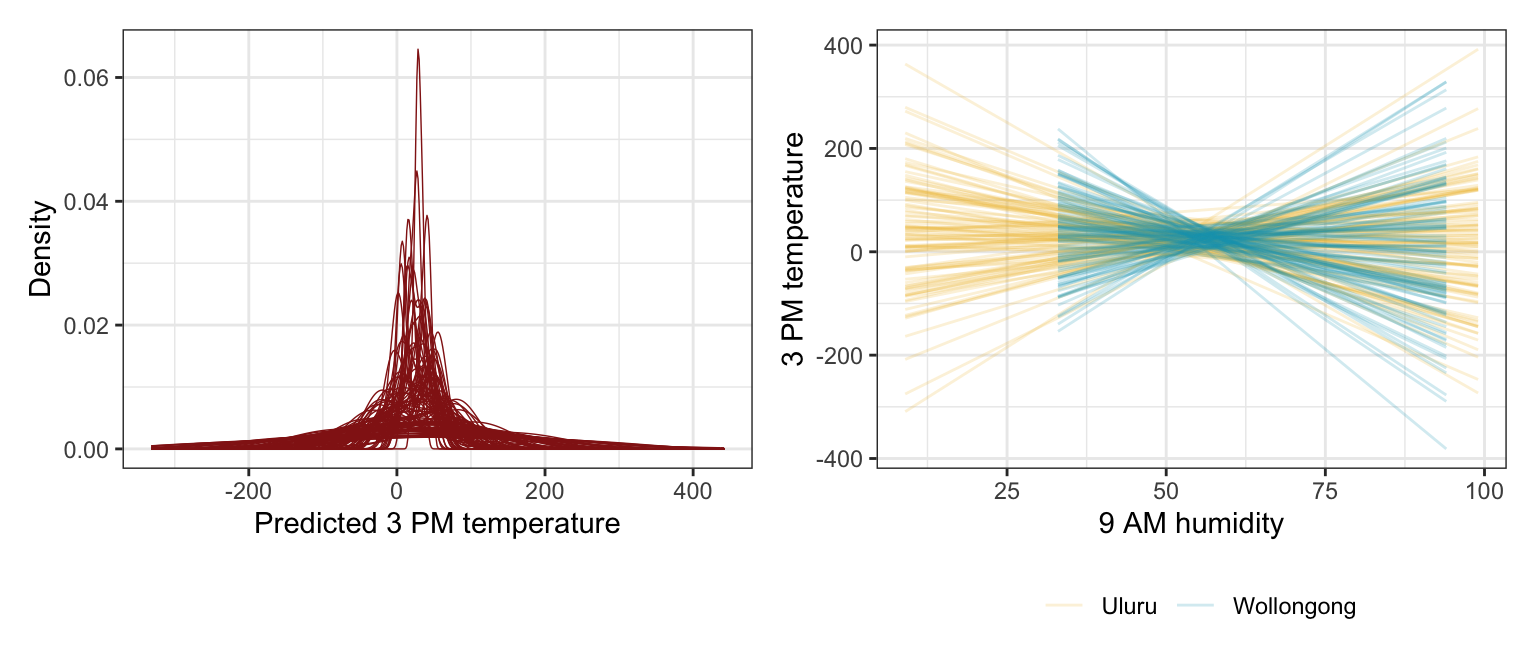 0.06
0.04
0.02
0.00
Density
-200 0 200 400
Predicted 3 PM temperature
400
200
0
-200
-400
3 PM temperature
25 50 75 100
9 AM humidity
Uluru Wollongong